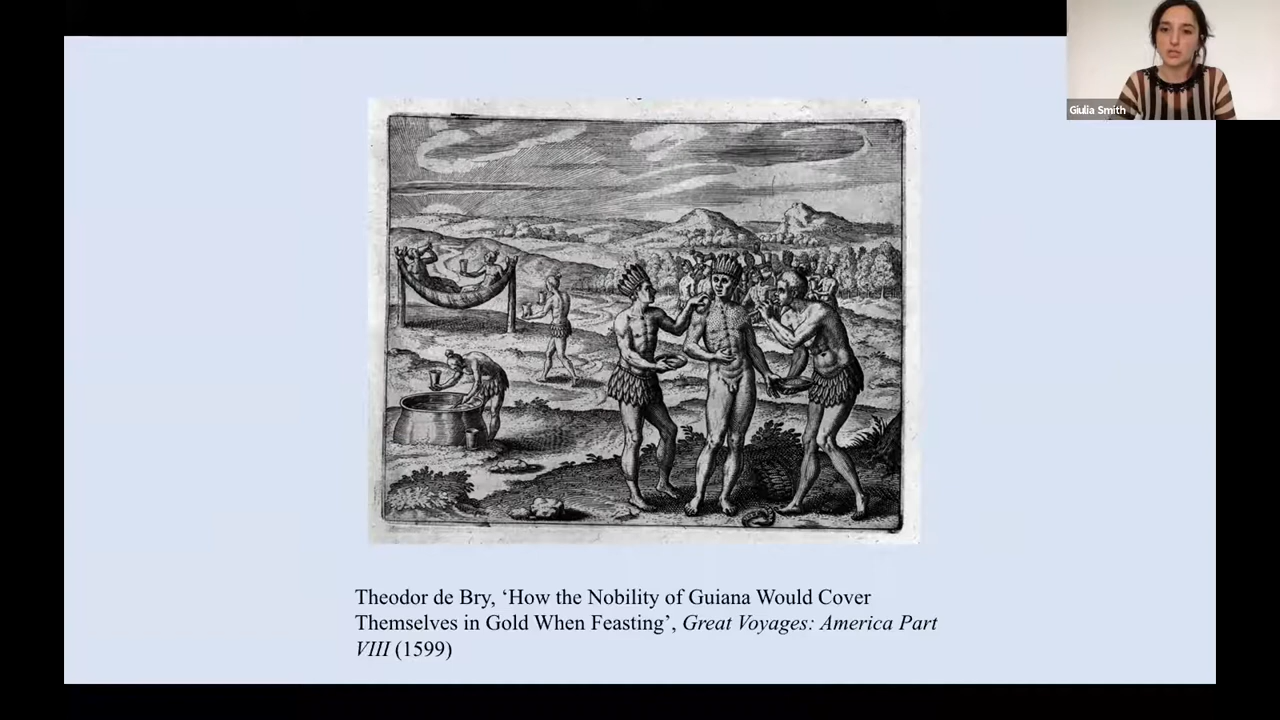 Giulia Smith
Theodor de Bry, ‘How the Nobility of Guiana Would Cover
Themselves in Gold When Feasting’, Great Voyages: America Part
VIII (1599)